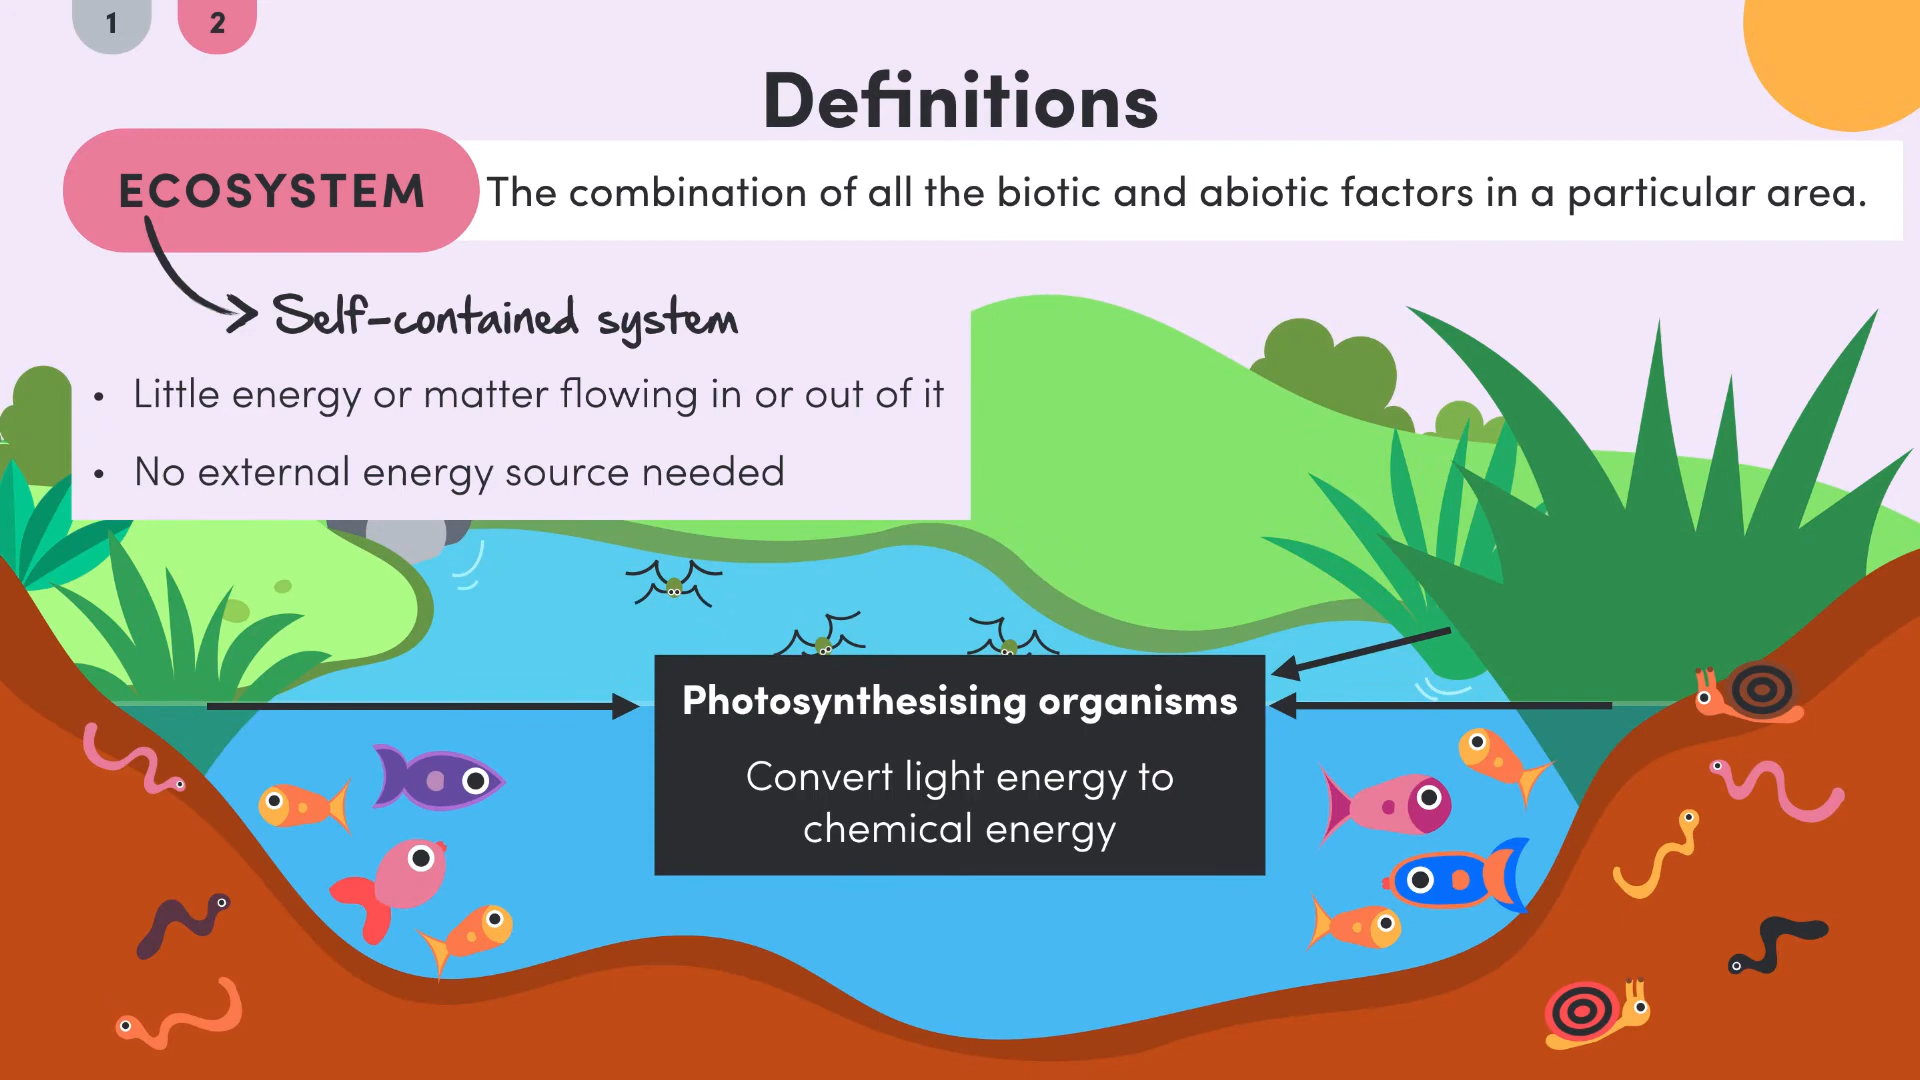 1 2
Definitions
ECOSYSTEM The combination of all the biotic and abiotic factors in a particular area.
Self-contained system
• Little energy or matter flowing in or out of it
• No external energy source needed
Photosynthesising organisms
Convert light energy to
chemical energy